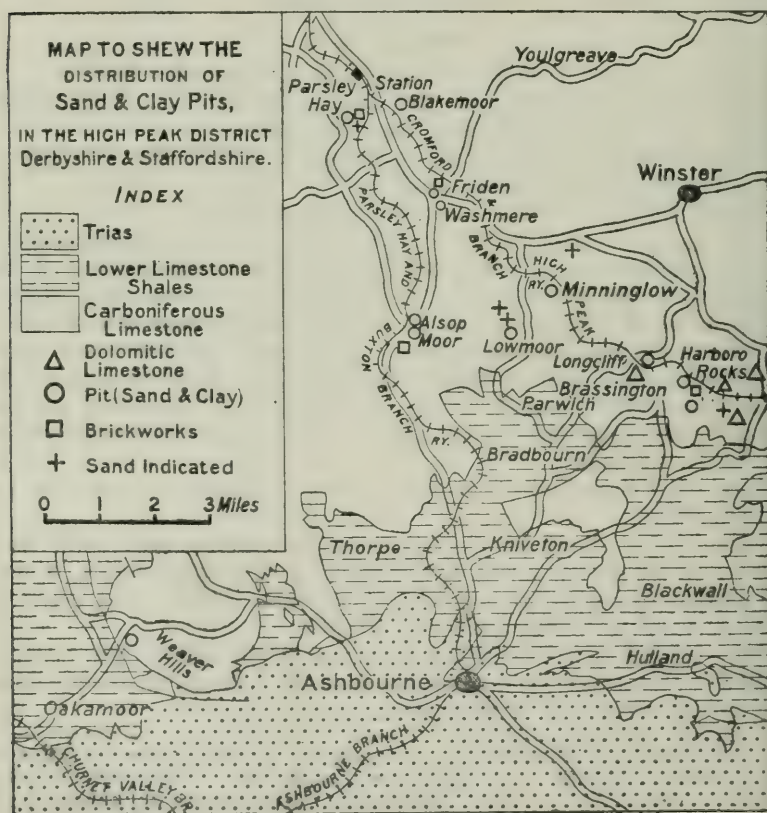 MAP TO SHEW THE
DISTRIBUTION OF
Sand & Clay Pits,
IN THE HIGH PEAK DISTRICT
Derbyshire & Staffordshire.
INDEX
Trias
Lower Limestone
Shales
Carboniferous
Limestone
Dolomitic
Limestone
Pit (Sand & Clay)
Brickworks
Sand Indicated
0 1 2 3 Miles
Youlgreave
Station
Parsley
Hay
Blakemoor
CROMFORD
&
HIGH
PEAK
RY.
BRANCH
Winster
Friden
Washmere
PARSLEY HAY AND
BUXTON
BRANCH
RY.
Minninglow
Alsop
Moor
Lowmoor
Longcliff
Harboro
Rocks
Brassington
Parwich
Bradbourn
Thorpe
Kniveton
Blackwall
Weaver
Hills
Hulland
Ashbourne
Oakamoor
CHURNET VALLEY BR.
ASHBOURNE BRANCH